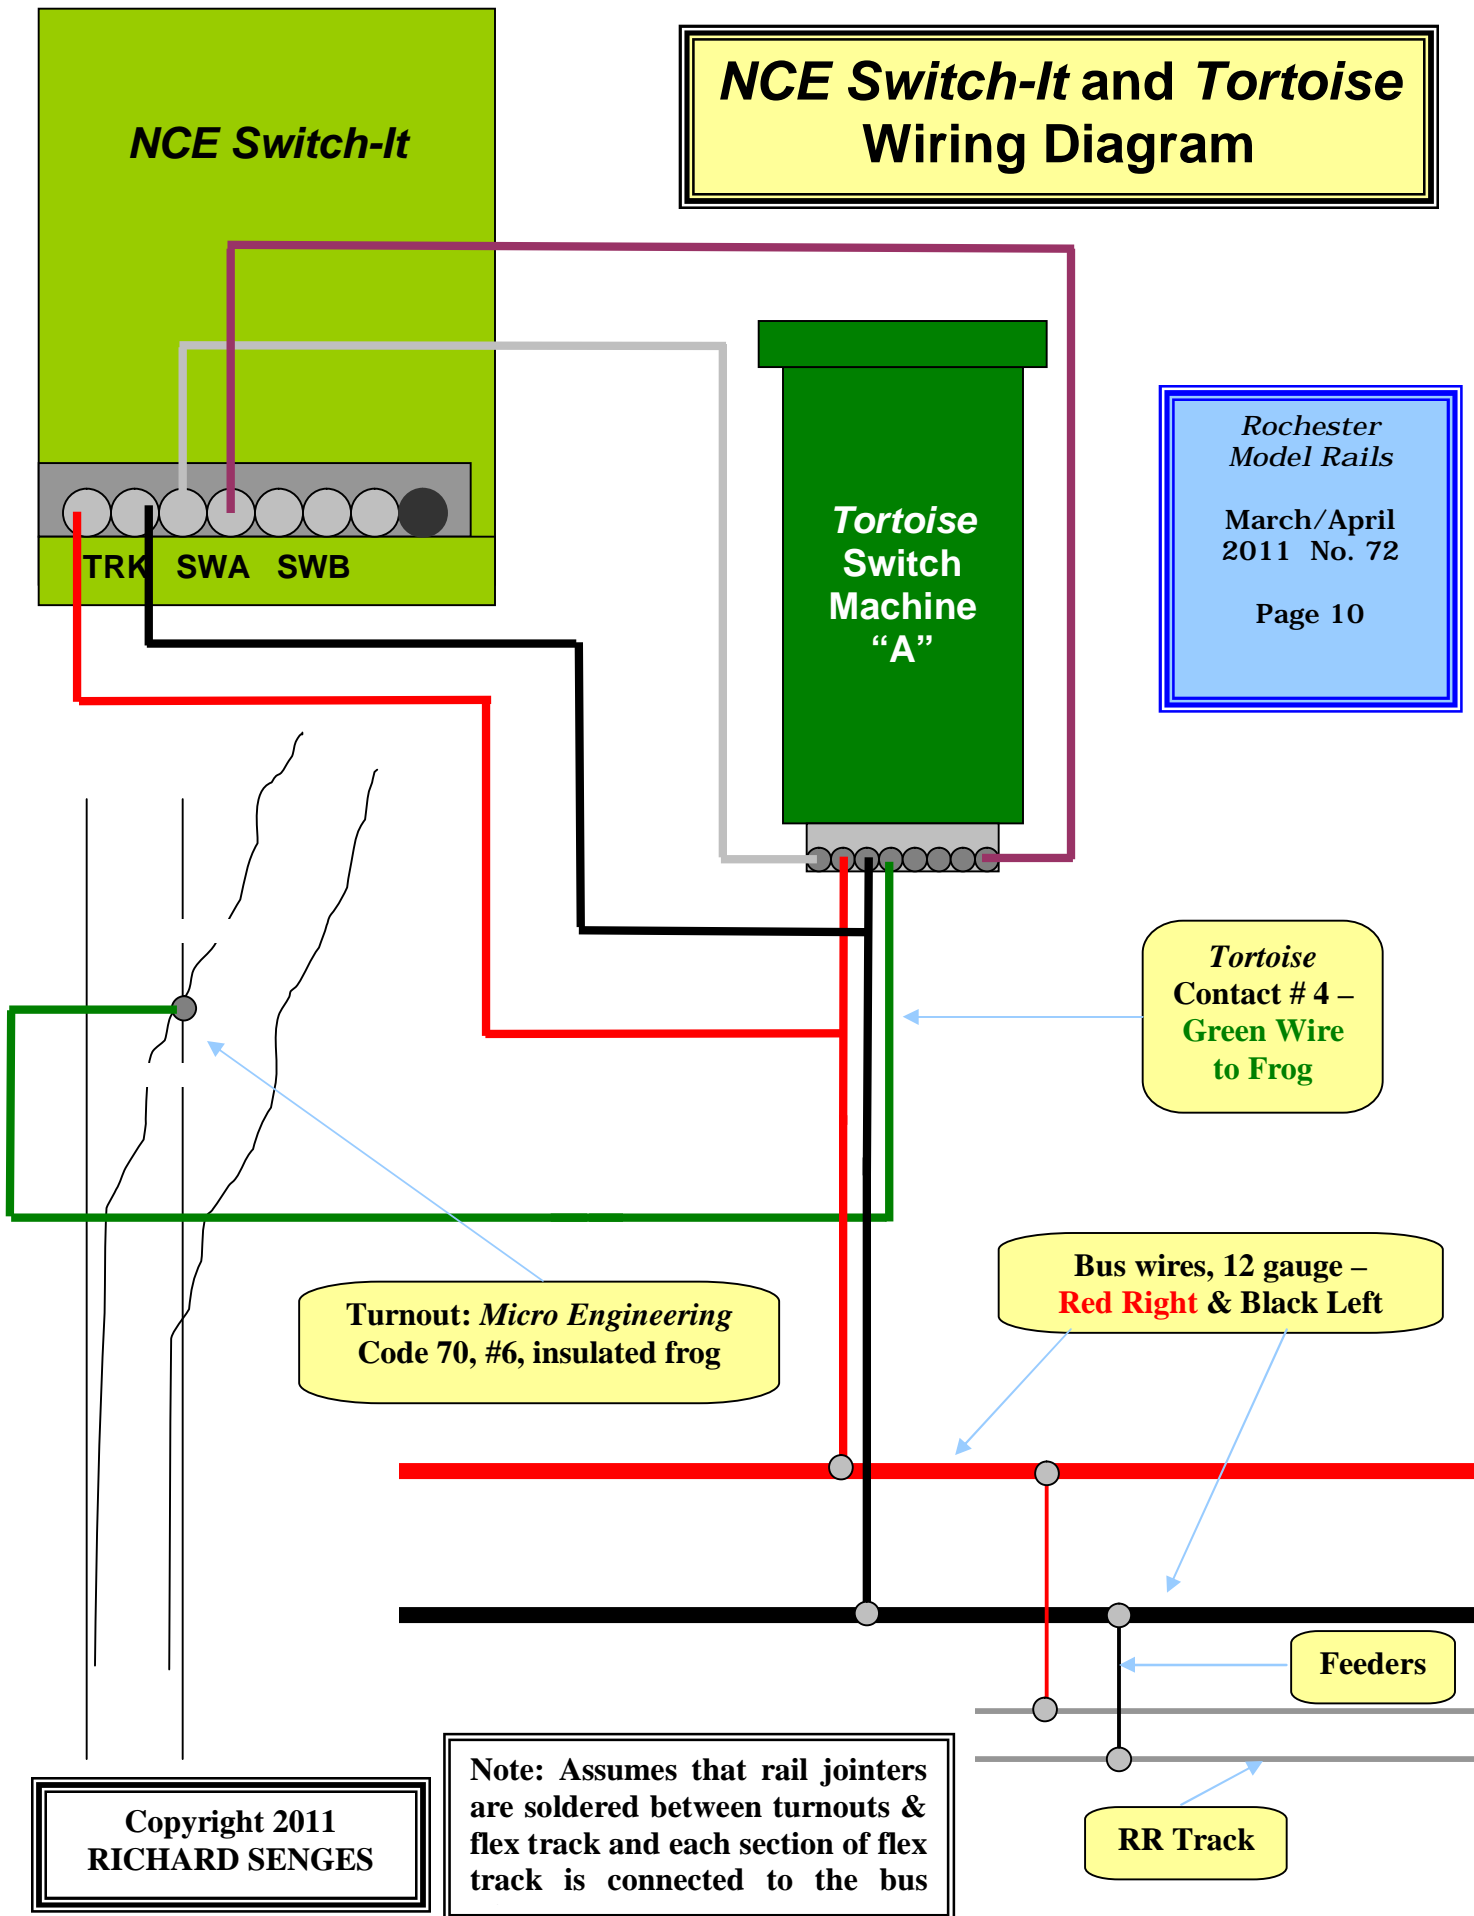 NCE Switch-It and Tortoise
Wiring Diagram
NCE Switch-It
TRK SWA SWB
Tortoise
Switch
Machine
“A”
Rochester
Model Rails
March/April
2011 No. 72
Page 10
Tortoise
Contact # 4 –
Green Wire
to Frog
Bus wires, 12 gauge –
Red Right & Black Left
Turnout: Micro Engineering
Code 70, #6, insulated frog
Feeders
RR Track
Note: Assumes that rail jointers
are soldered between turnouts &
flex track and each section of flex
track is connected to the bus
Copyright 2011
RICHARD SENGES